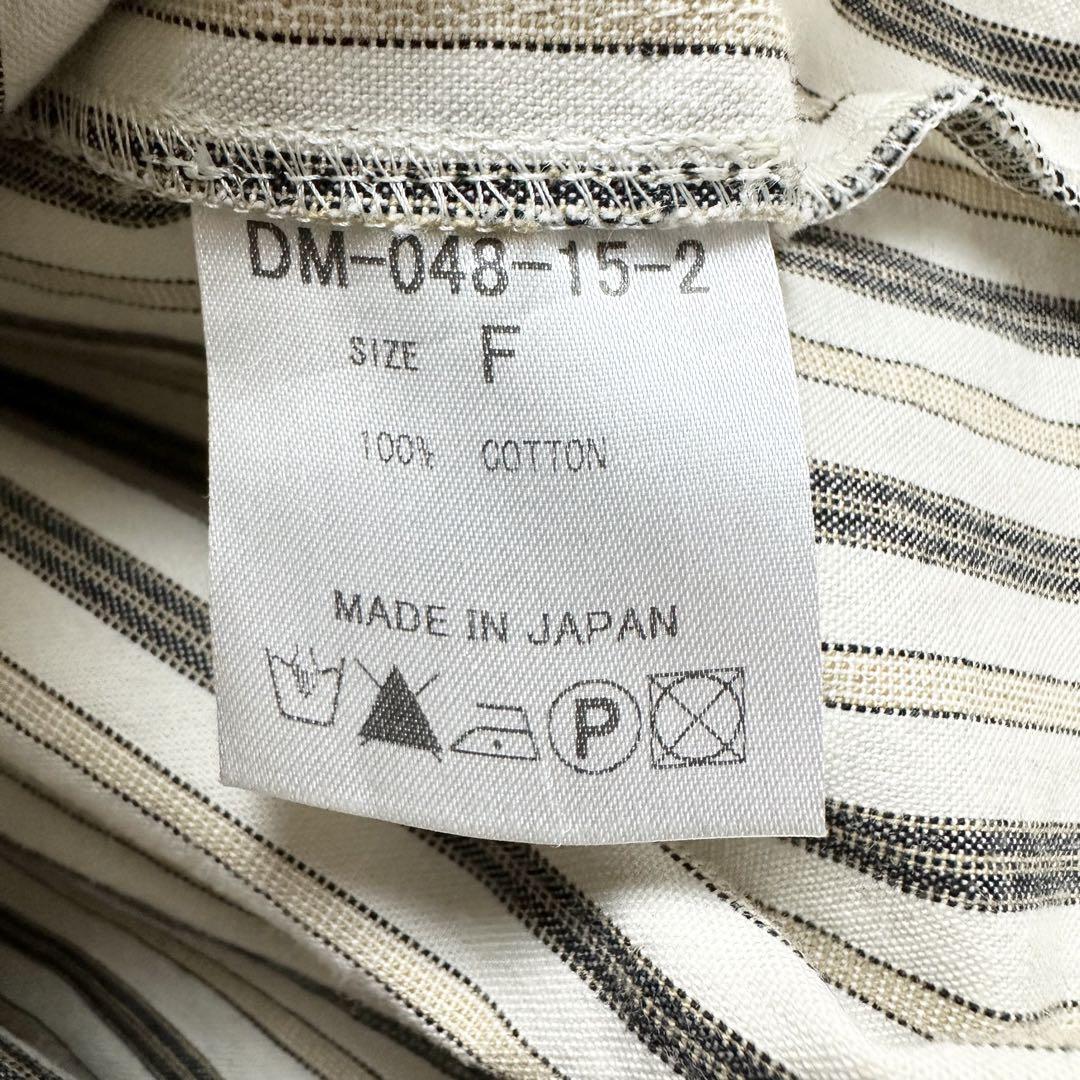 DM-048-15-2
SIZE F
100% COTTON
MADE IN JAPAN
P